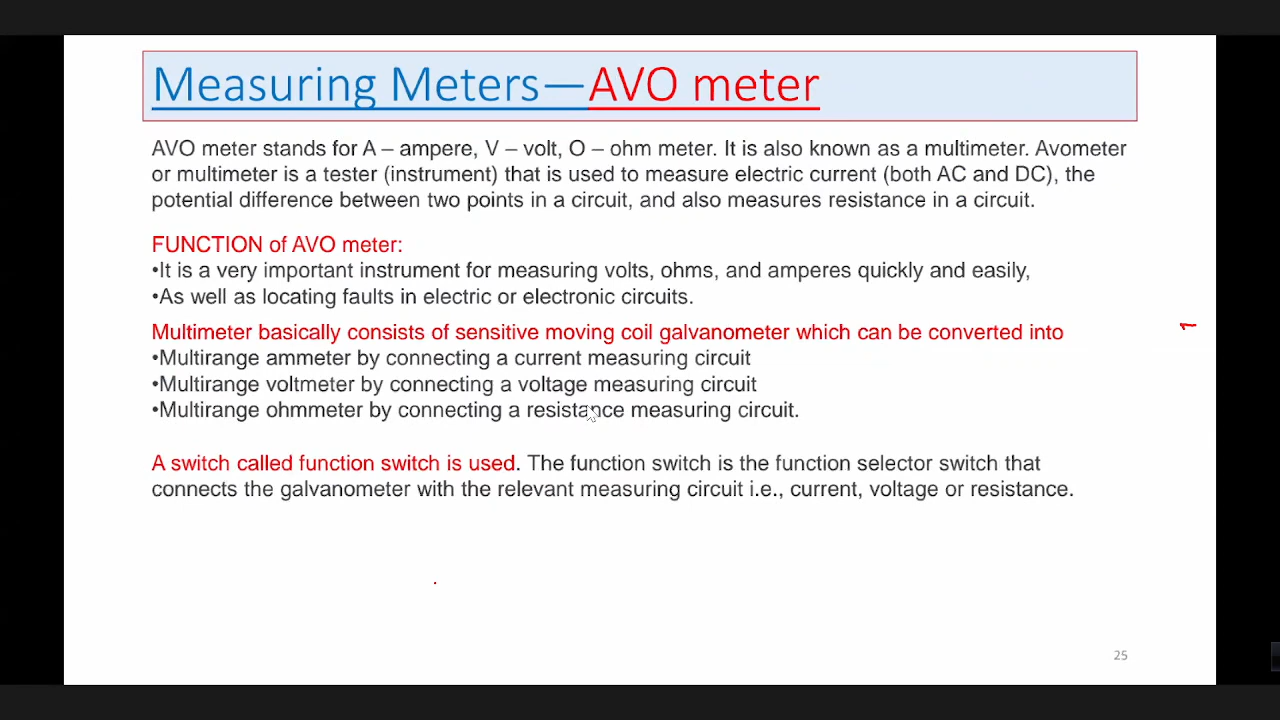 Measuring Meters—AVO meter
AVO meter stands for A – ampere, V – volt, O – ohm meter. It is also known as a multimeter. Avometer
or multimeter is a tester (instrument) that is used to measure electric current (both AC and DC), the
potential difference between two points in a circuit, and also measures resistance in a circuit.
FUNCTION of AVO meter:
•It is a very important instrument for measuring volts, ohms, and amperes quickly and easily,
•As well as locating faults in electric or electronic circuits.
Multimeter basically consists of sensitive moving coil galvanometer which can be converted into
•Multirange ammeter by connecting a current measuring circuit
•Multirange voltmeter by connecting a voltage measuring circuit
•Multirange ohmmeter by connecting a resistance measuring circuit.
A switch called function switch is used. The function switch is the function selector switch that
connects the galvanometer with the relevant measuring circuit i.e., current, voltage or resistance.
25